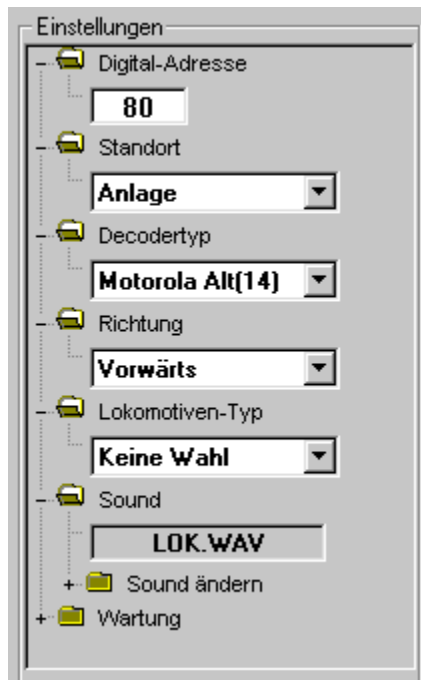 Einstellungen
Digital-Adresse
80
Standort
Anlage
Decodertyp
Motorola Alt(14)
Richtung
Vorwärts
Lokomotiven-Typ
Keine Wahl
Sound
LOK.WAV
Sound ändern
Wartung